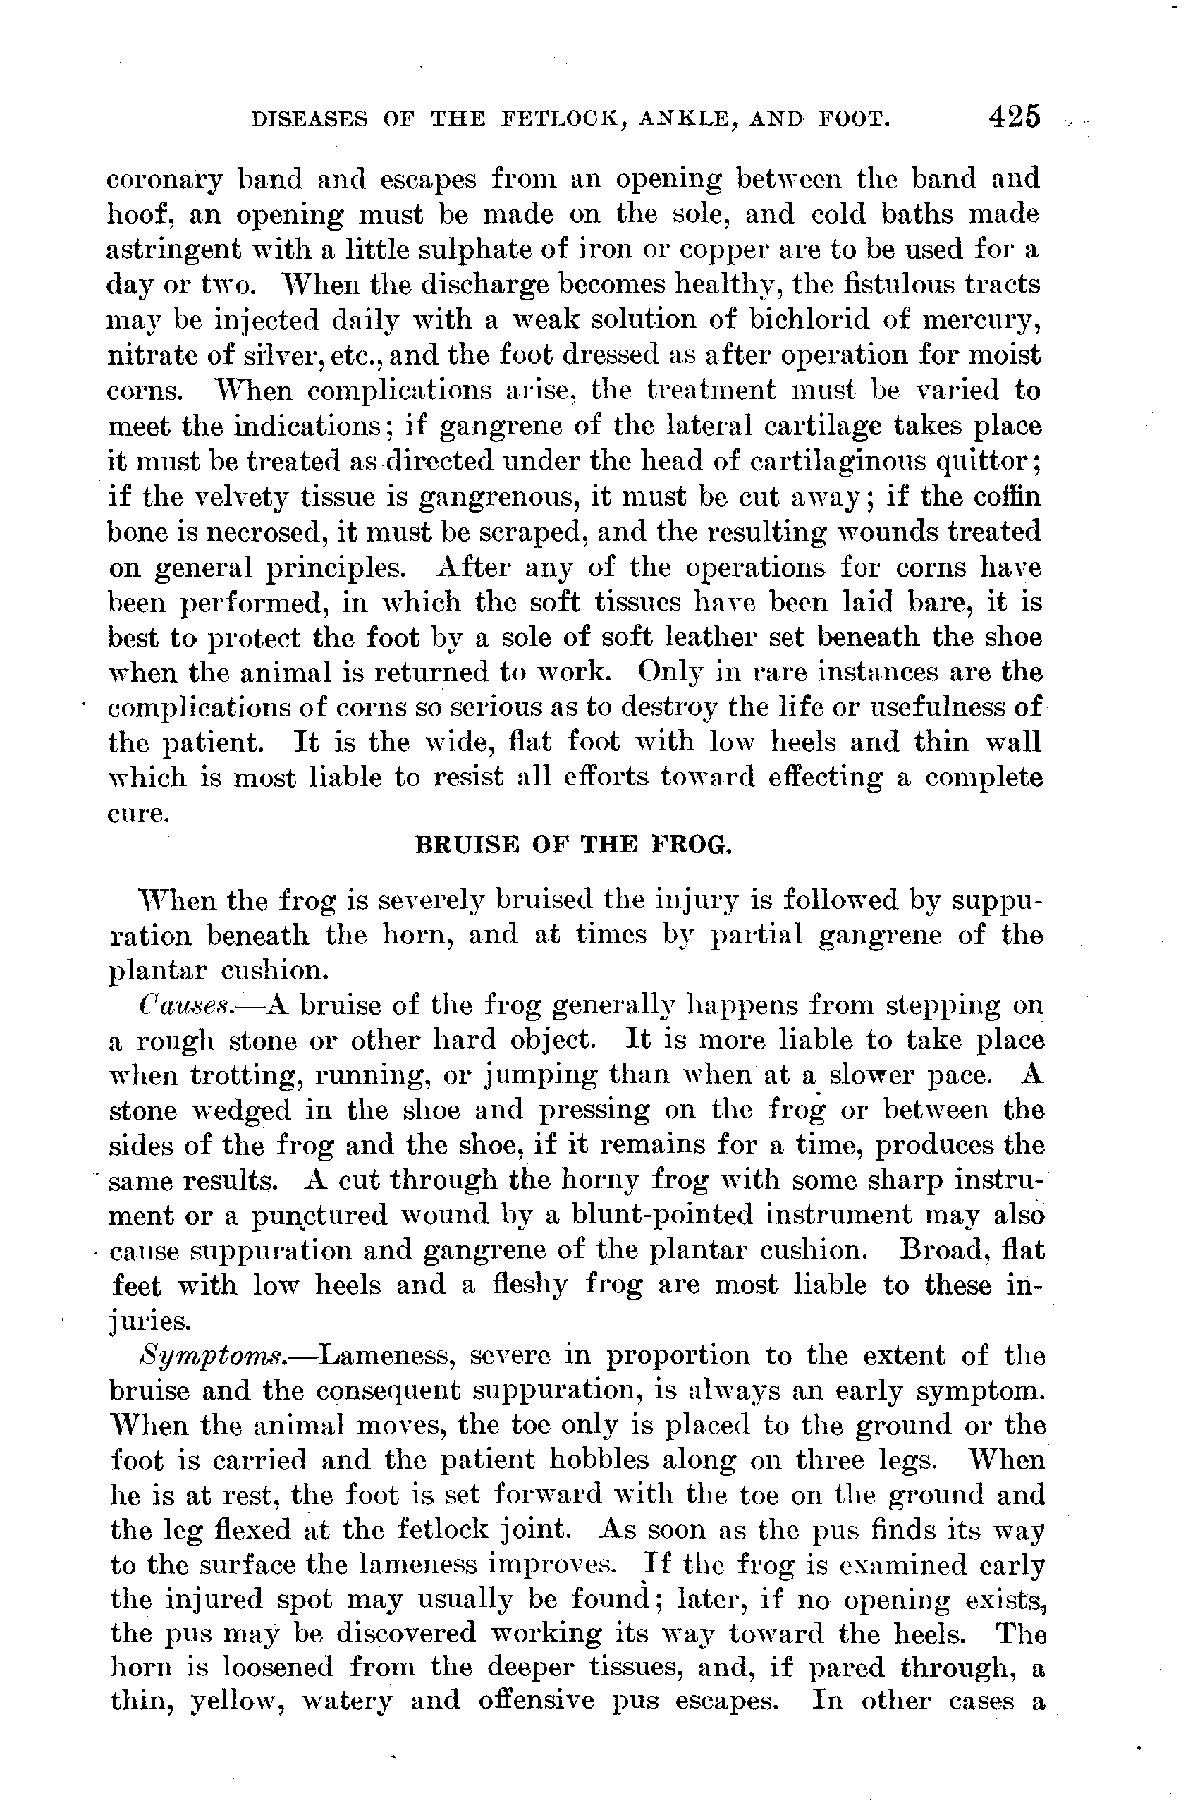 DISEASES OF THE FETLOCK, ANKLE, AND FOOT. 425
coronary band and escapes from an opening between the band and
hoof, an opening must be made on the sole, and cold baths made
astringent with a little sulphate of iron or copper are to be used for a
day or two. When the discharge becomes healthy, the fistulous tracts
may be injected daily with a weak solution of bichlorid of mercury,
nitrate of silver, etc., and the foot dressed as after operation for moist
corns. When complications arise, the treatment must be varied to
meet the indications; if gangrene of the lateral cartilage takes place
it must be treated as directed under the head of cartilaginous quittor;
if the velvety tissue is gangrenous, it must be cut away; if the coffin
bone is necrosed, it must be scraped, and the resulting wounds treated
on general principles. After any of the operations for corns have
been performed, in which the soft tissues have been laid bare, it is
best to protect the foot by a sole of soft leather set beneath the shoe
when the animal is returned to work. Only in rare instances are the
complications of corns so serious as to destroy the life or usefulness of
the patient. It is the wide, flat foot with low heels and thin wall
which is most liable to resist all efforts toward effecting a complete
cure.
BRUISE OF THE FROG.
When the frog is severely bruised the injury is followed by suppu-
ration beneath the horn, and at times by partial gangrene of the
plantar cushion.
Causes.—A bruise of the frog generally happens from stepping on
a rough stone or other hard object. It is more liable to take place
when trotting, running, or jumping than when at a slower pace. A
stone wedged in the shoe and pressing on the frog or between the
sides of the frog and the shoe, if it remains for a time, produces the
same results. A cut through the horny frog with some sharp instru-
ment or a punctured wound by a blunt-pointed instrument may also
cause suppuration and gangrene of the plantar cushion. Broad, flat
feet with low heels and a fleshy frog are most liable to these in-
juries.
Symptoms.—Lameness, severe in proportion to the extent of the
bruise and the consequent suppuration, is always an early symptom.
When the animal moves, the toe only is placed to the ground or the
foot is carried and the patient hobbles along on three legs. When
he is at rest, the foot is set forward with the toe on the ground and
the leg flexed at the fetlock joint. As soon as the pus finds its way
to the surface the lameness improves. If the frog is examined early
the injured spot may usually be found; later, if no opening exists,
the pus may be discovered working its way toward the heels. The
horn is loosened from the deeper tissues, and, if pared through, a
thin, yellow, watery and offensive pus escapes. In other cases a